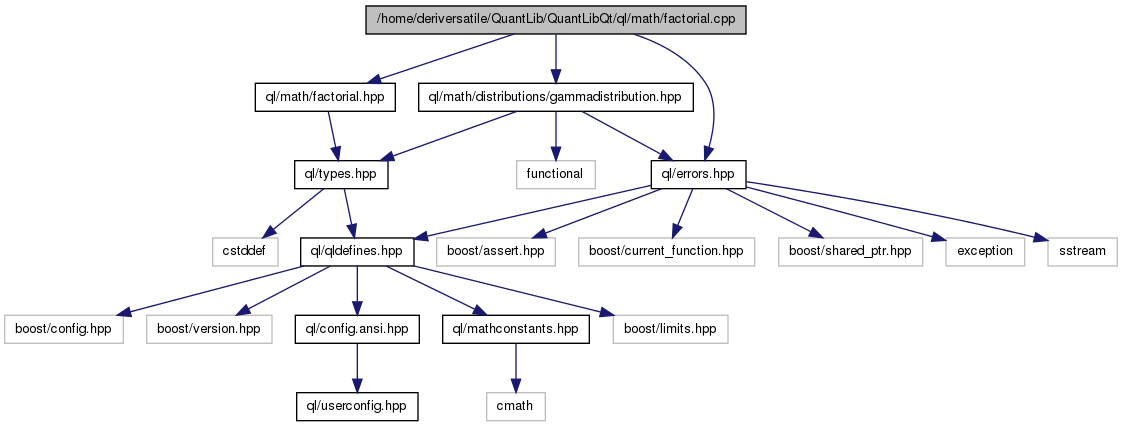 /home/deriversatile/QuantLib/QuantLibQt/ql/math/factorial.cpp
ql/math/factorial.hpp
ql/math/distributions/gammadistribution.hpp
ql/types.hpp
functional
ql/errors.hpp
cstddef
ql/qldefines.hpp
boost/assert.hpp
boost/current_function.hpp
boost/shared_ptr.hpp
exception
sstream
boost/config.hpp
boost/version.hpp
ql/config.ansi.hpp
ql/mathconstants.hpp
boost/limits.hpp
ql/userconfig.hpp
cmath